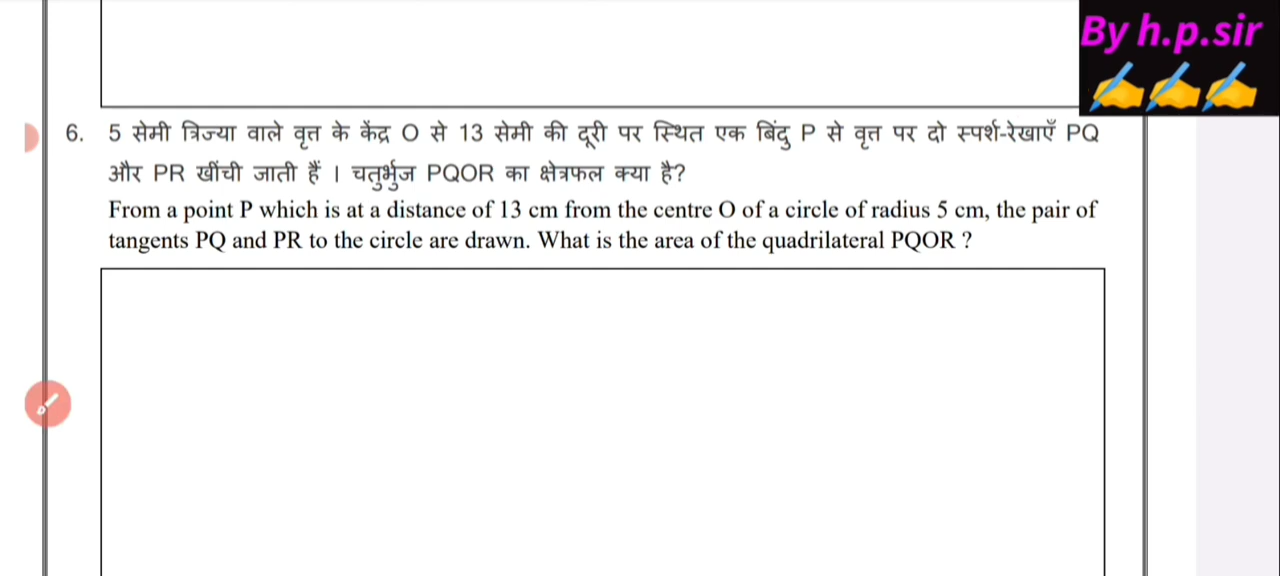 By h.p.sir
6. 5 सेमी त्रिज्या वाले वृत्त के केंद्र O से 13 सेमी की दूरी पर स्थित एक बिंदु P से वृत्त पर दो स्पर्श-रेखाएँ PQ
और PR खींची जाती हैं । चतुर्भुज PQOR का क्षेत्रफल क्या है?
From a point P which is at a distance of 13 cm from the centre O of a circle of radius 5 cm, the pair of
tangents PQ and PR to the circle are drawn. What is the area of the quadrilateral PQOR ?